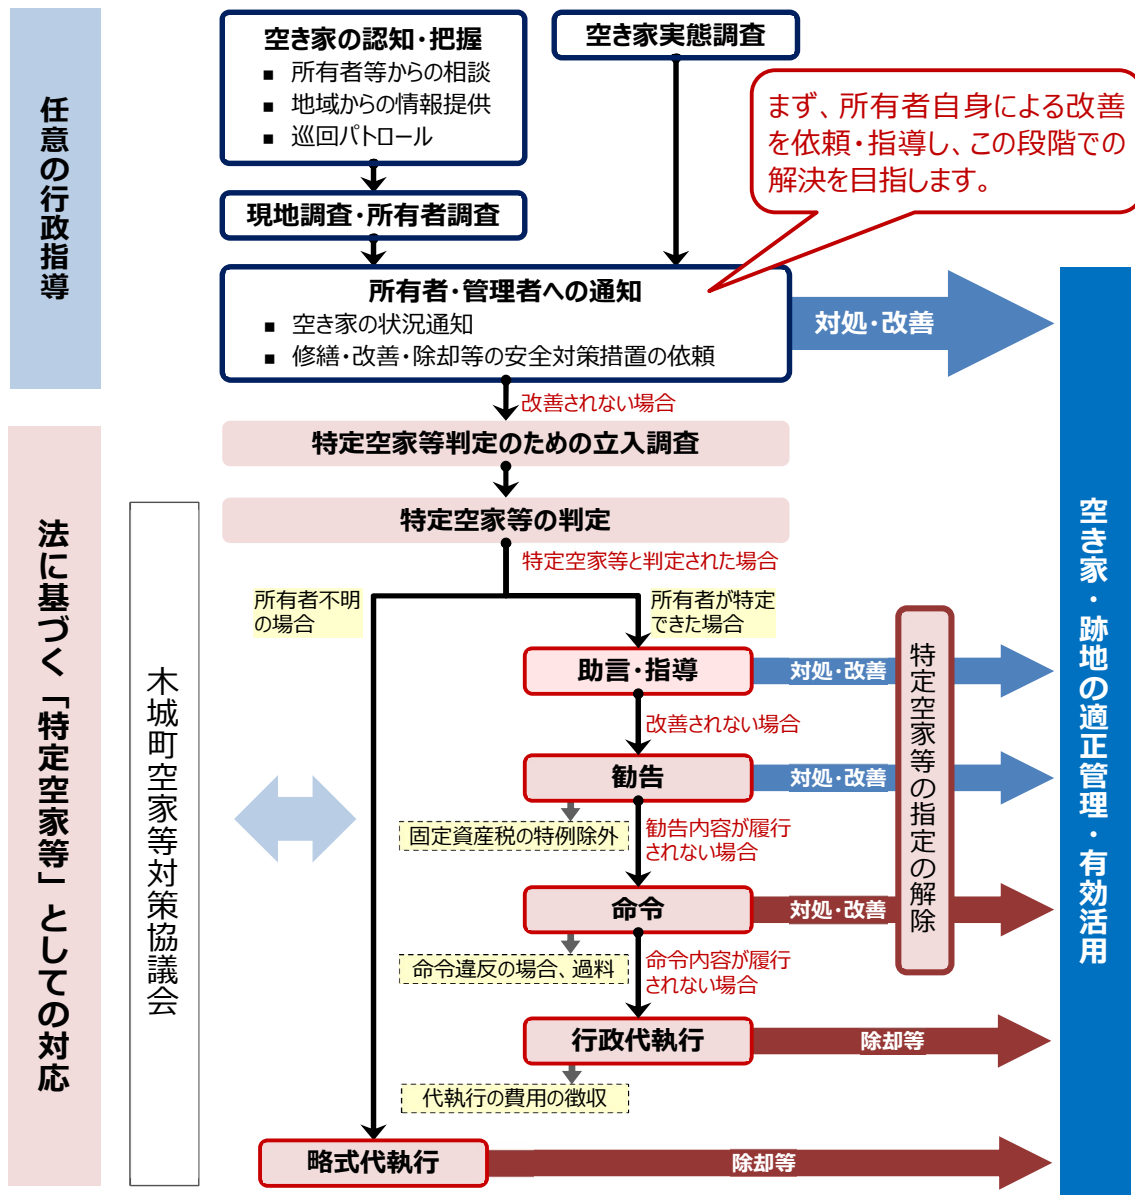 任意の行政指導
空き家の認知・把握
■ 所有者等からの相談
■ 地域からの情報提供
■ 巡回パトロール
空き家実態調査
まず、所有者自身による改善
を依頼・指導し、この段階での
解決を目指します。
現地調査・所有者調査
所有者・管理者への通知
■ 空き家の状況通知
■ 修繕・改善・除却等の安全対策措置の依頼
対処・改善
改善されない場合
法に基づく「特定空家等」としての対応
木城町空家等対策協議会
特定空家等判定のための立入調査
特定空家等の判定
特定空家等と判定された場合
所有者不明
の場合
所有者が特定
できた場合
助言・指導
対処・改善
改善されない場合
勧告
対処・改善
固定資産税の特例除外
勧告内容が履行
されない場合
命令
対処・改善
命令違反の場合、過料
命令内容が履行
されない場合
行政代執行
除却等
代執行の費用の徴収
略式代執行
除却等
特定空家等の指定の解除
空き家・跡地の適正管理・有効活用